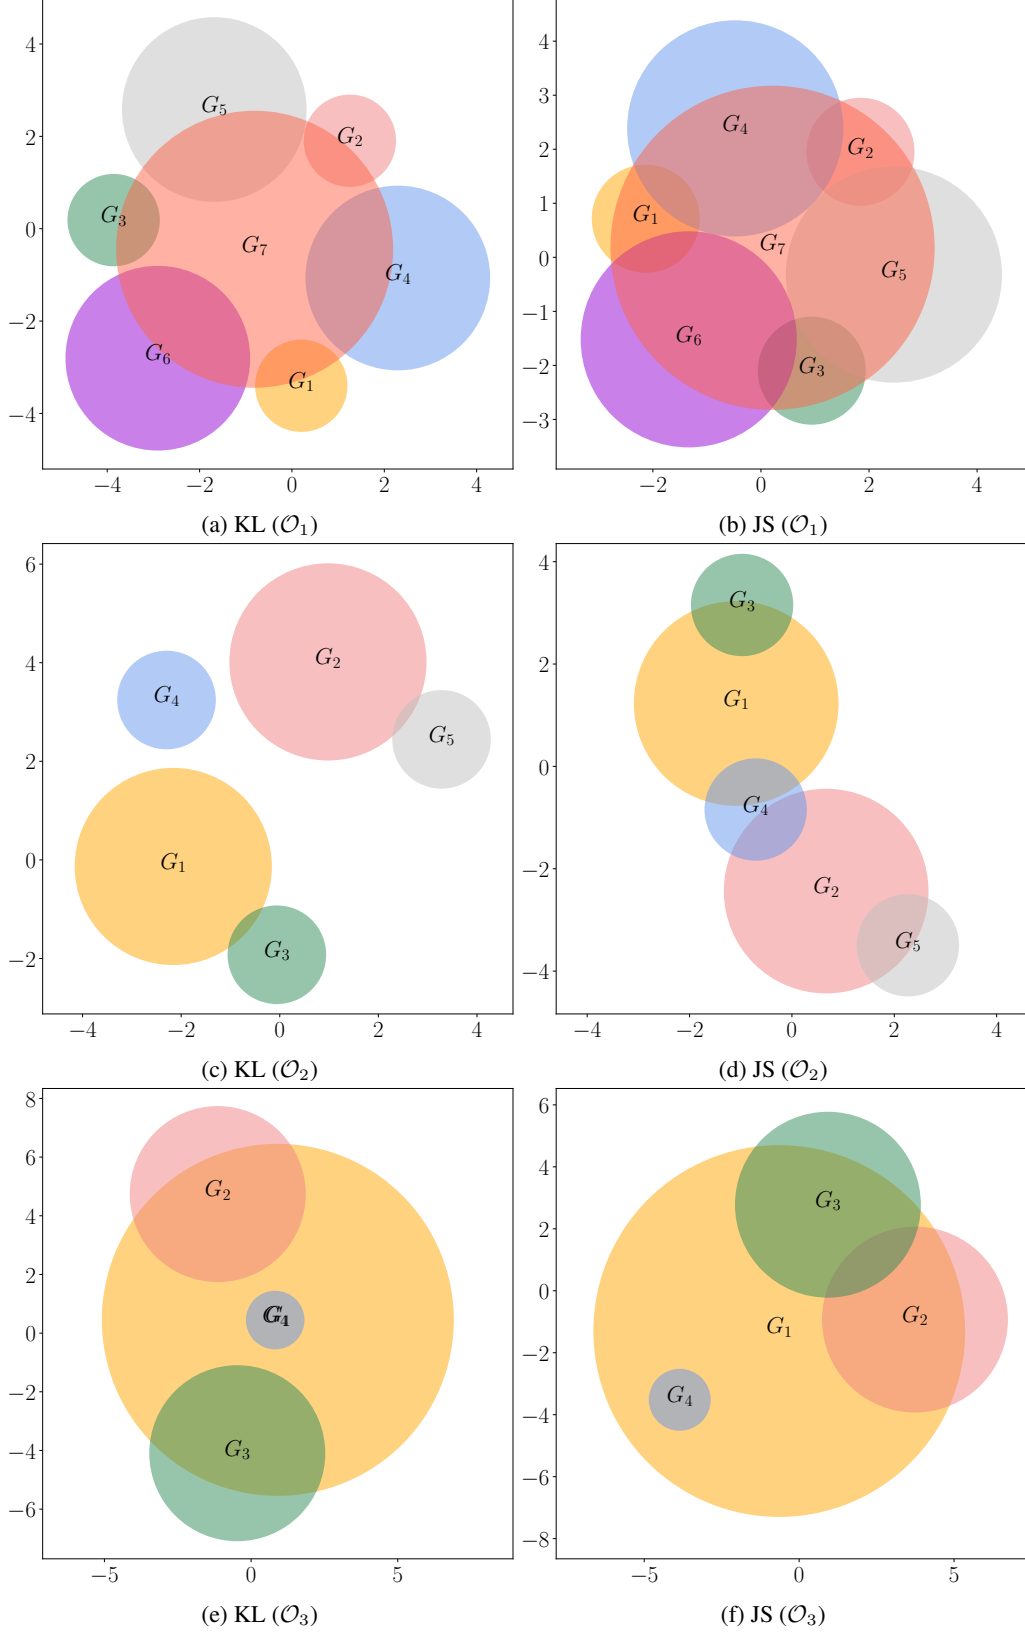 4
2
0
−2
−4
−4 −2 0 2 4
G₅
G₂
G₃
G₇
G₄
G₆
G₁
(a) KL (𝒪₁)
4
3
2
1
0
−1
−2
−3
−2 0 2 4
G₄
G₂
G₁
G₇
G₅
G₆
G₃
(b) JS (𝒪₁)
6
4
2
0
−2
−4 −2 0 2 4
G₂
G₄
G₅
G₁
G₃
(c) KL (𝒪₂)
4
2
0
−2
−4
−4 −2 0 2 4
G₃
G₁
G₄
G₂
G₅
(d) JS (𝒪₂)
8
6
4
2
0
−2
−4
−6
−5 0 5
G₂
G₃
(e) KL (𝒪₃)
6
4
2
0
−2
−4
−6
−8
−5 0 5
G₃
G₂
G₁
G₄
(f) JS (𝒪₃)